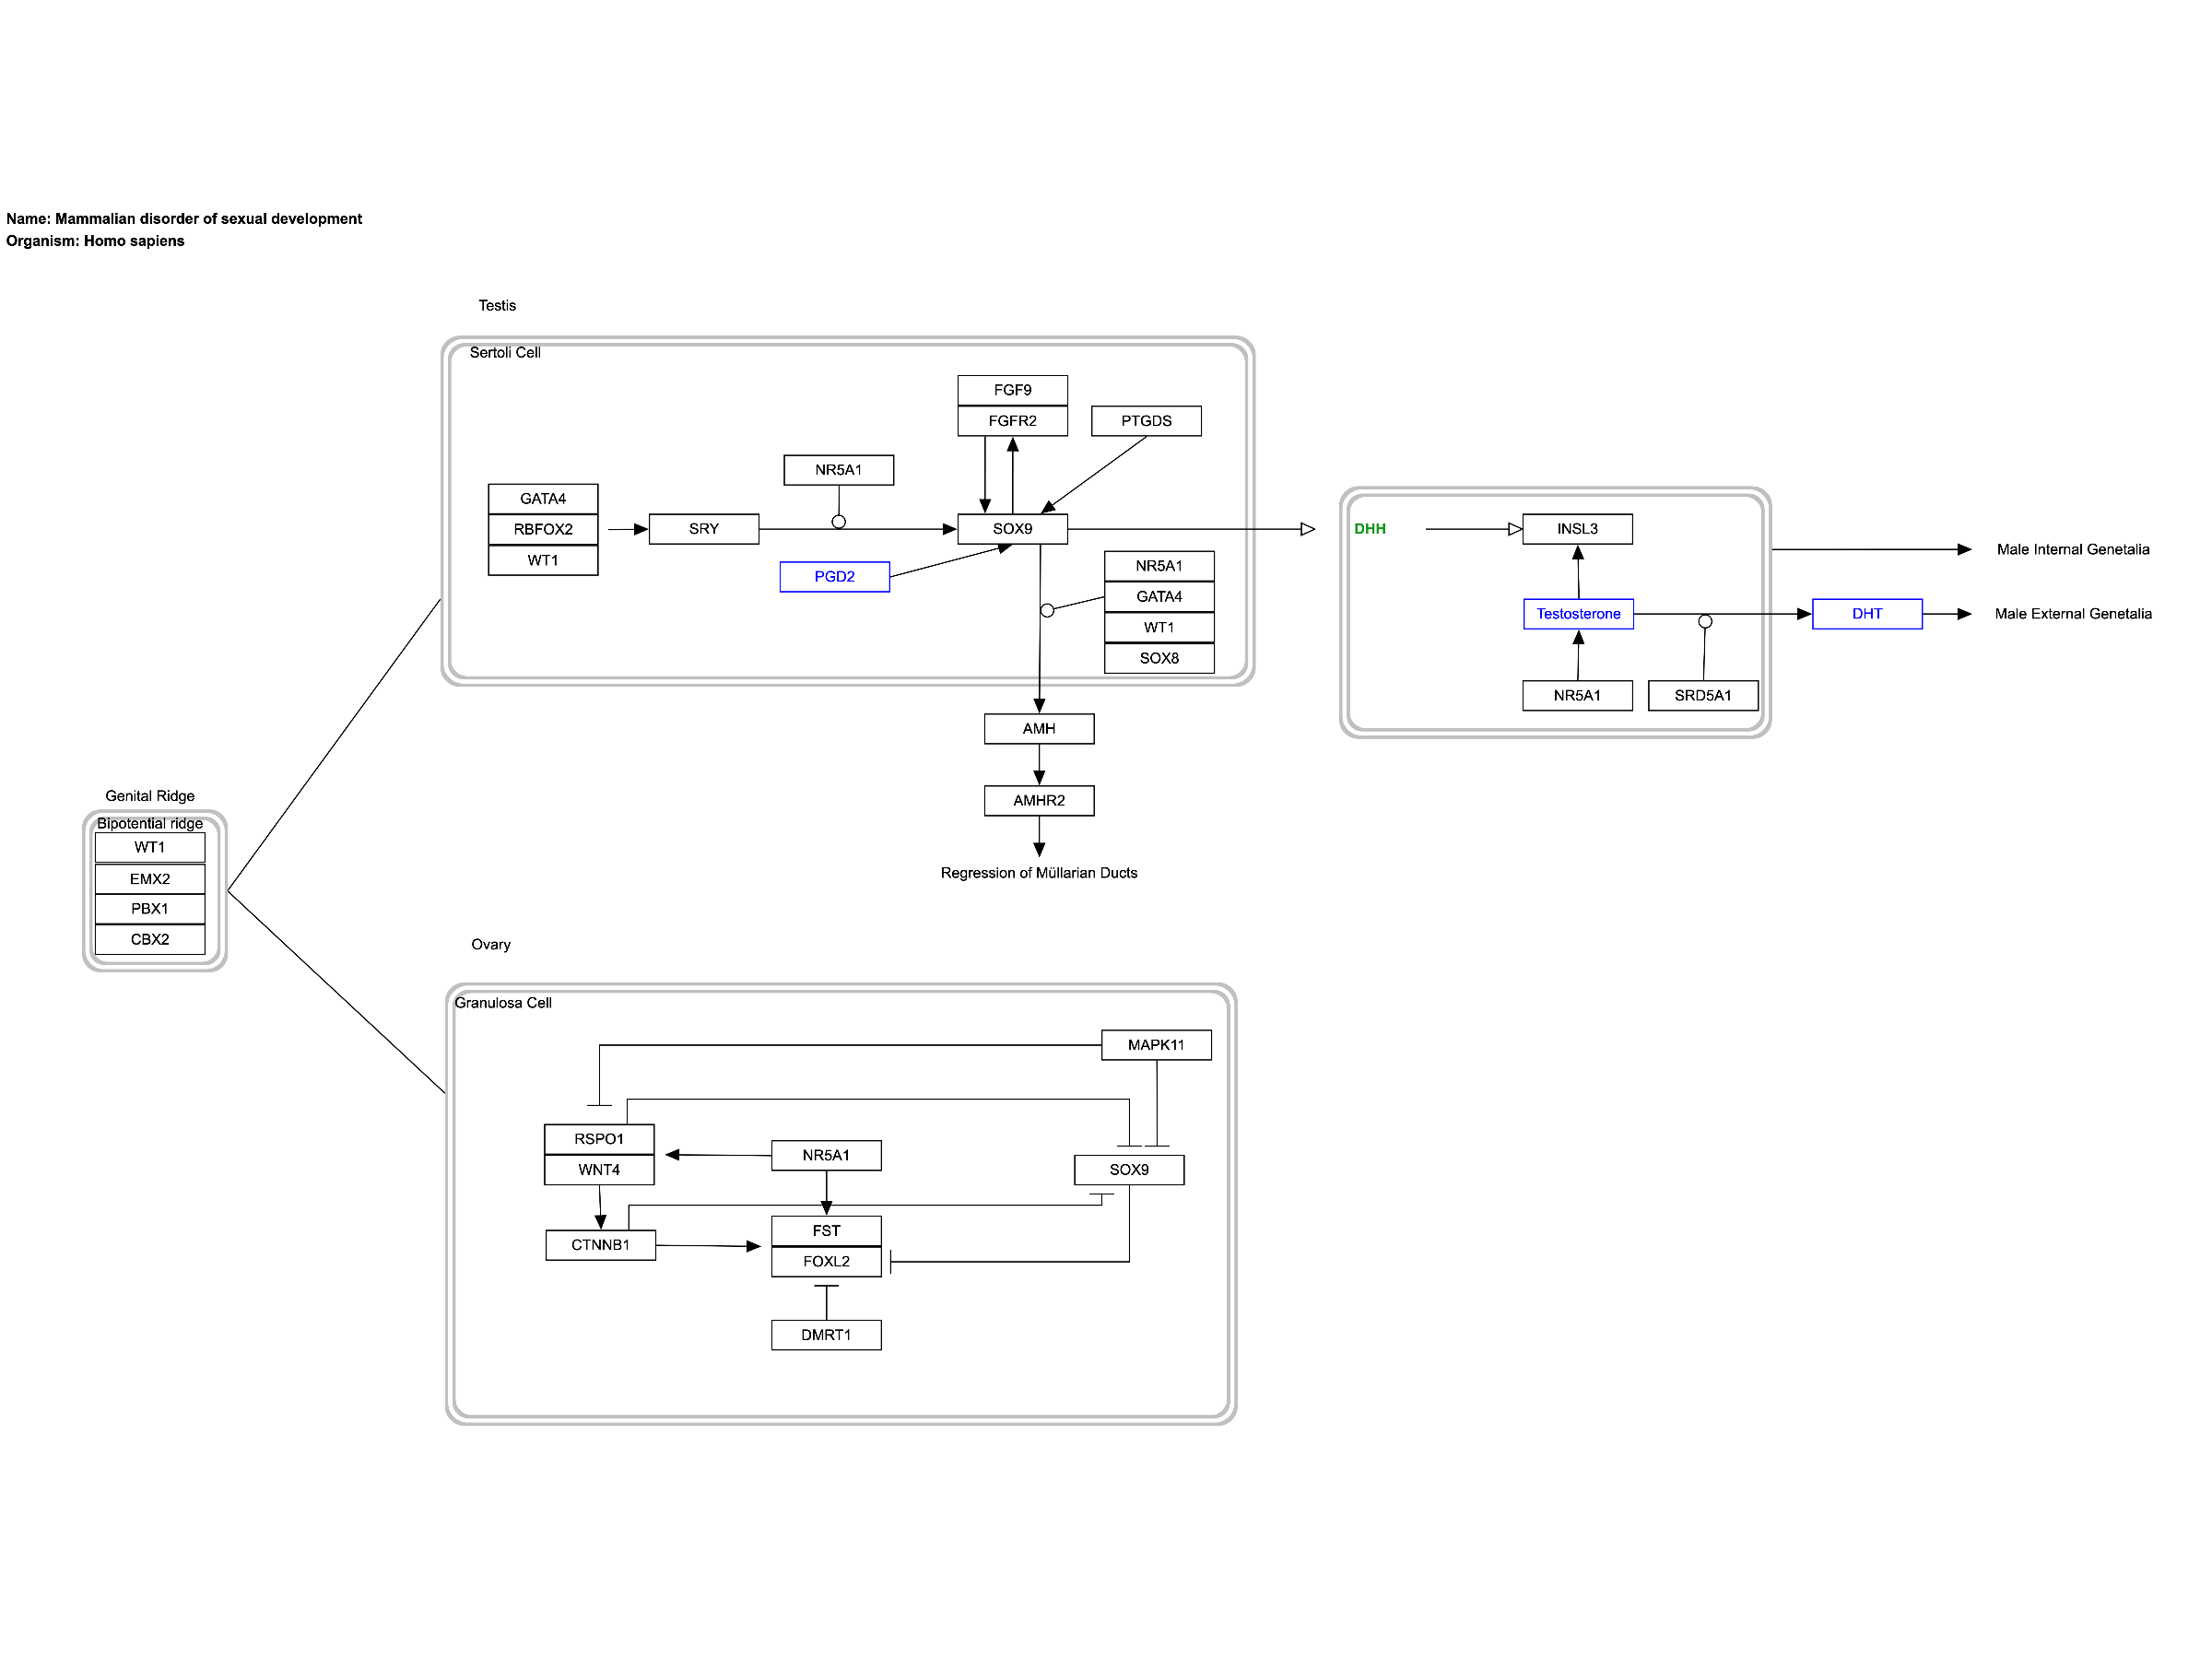 Name: Mammalian disorder of sexual development
Organism: Homo sapiens
Testis
Sertoli Cell
FGF9
FGFR2
PTGDS
NR5A1
GATA4
RBFOX2
WT1
SRY
SOX9
PGD2
NR5A1
GATA4
WT1
SOX8
AMH
AMHR2
Regression of Müllarian Ducts
DHH
INSL3
Testosterone
NR5A1
SRD5A1
DHT
Male Internal Genetalia
Male External Genetalia
Genital Ridge
Bipotential ridge
WT1
EMX2
PBX1
CBX2
Ovary
Granulosa Cell
MAPK11
RSPO1
WNT4
NR5A1
SOX9
CTNNB1
FST
FOXL2
DMRT1